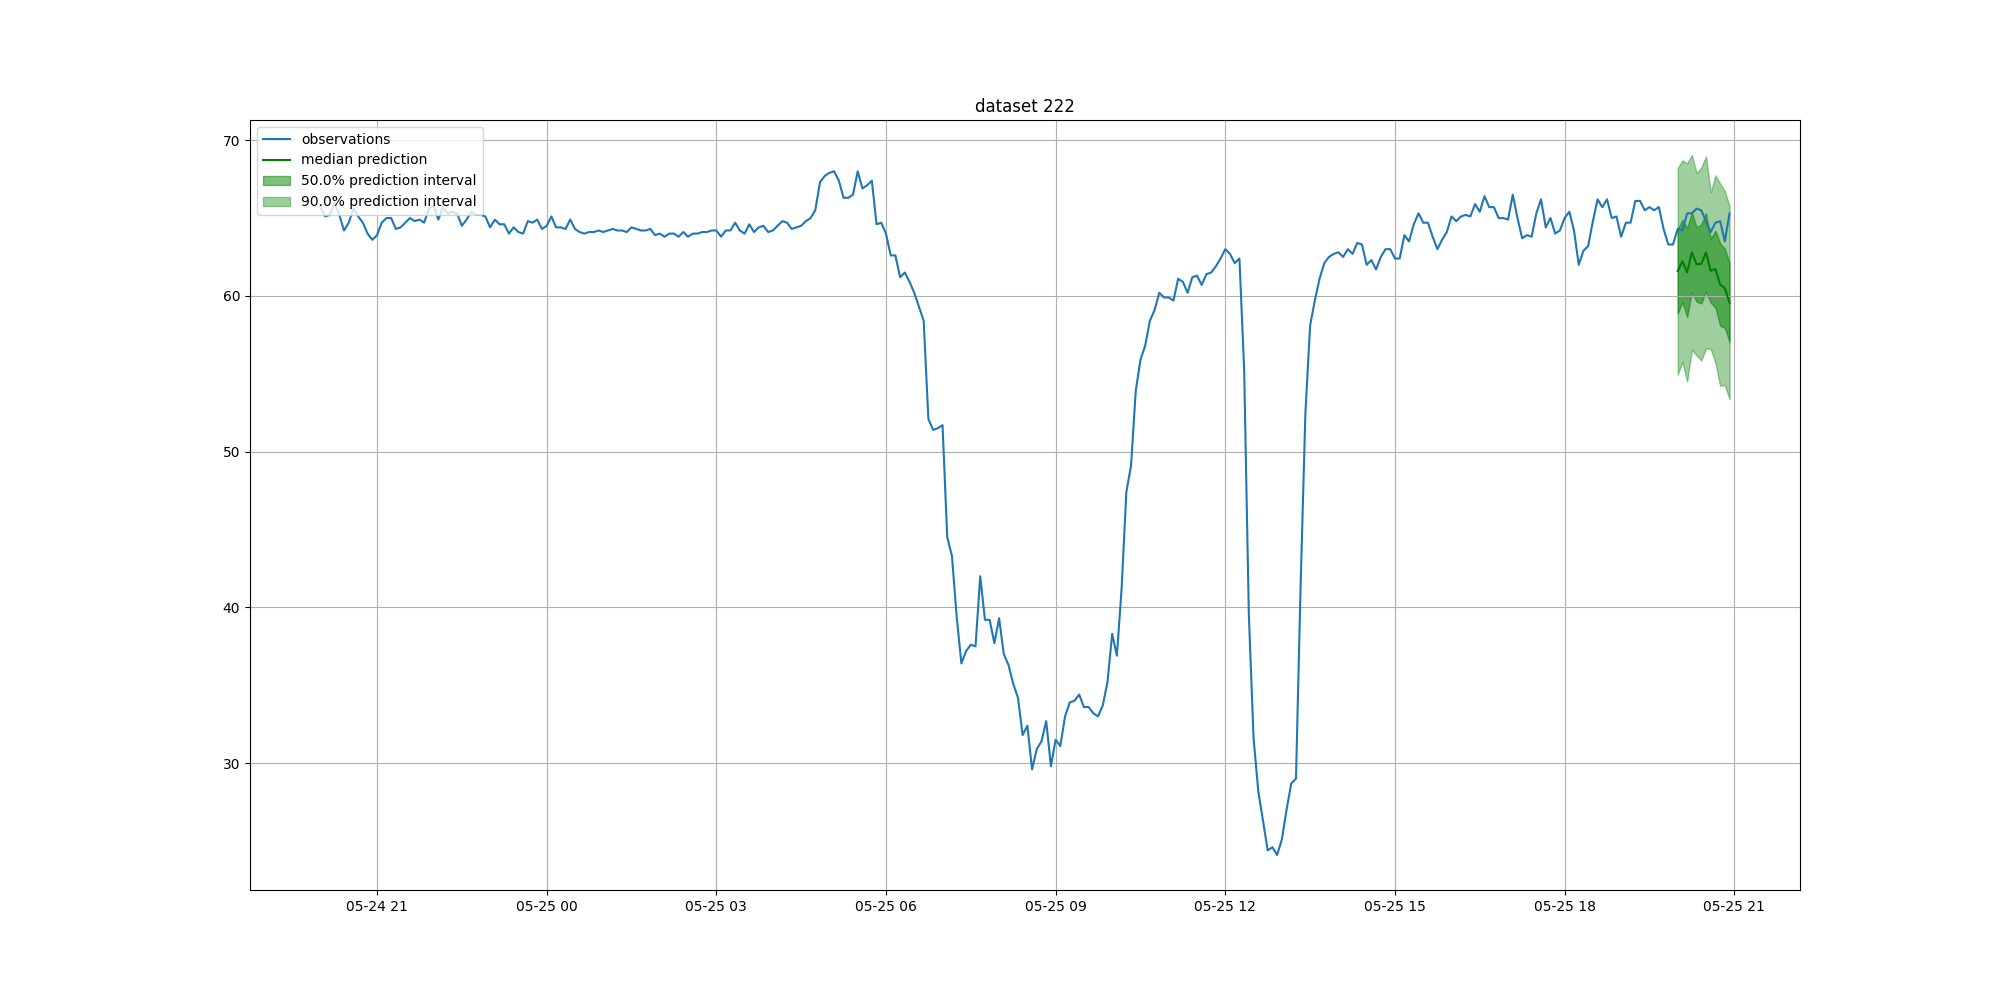 dataset 222
observations
median prediction
50.0% prediction interval
90.0% prediction interval
70
60
50
40
30
05-24 21
05-25 00
05-25 03
05-25 06
05-25 09
05-25 12
05-25 15
05-25 18
05-25 21